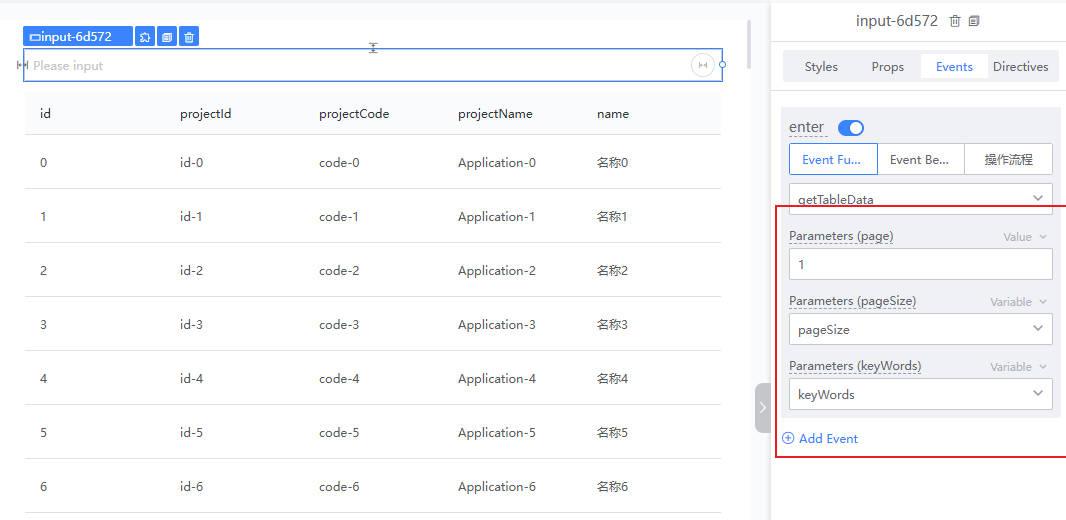 input-6d572
Please input
id projectId projectCode projectName name
0 id-0 code-0 Application-0 名称0
1 id-1 code-1 Application-1 名称1
2 id-2 code-2 Application-2 名称2
3 id-3 code-3 Application-3 名称3
4 id-4 code-4 Application-4 名称4
5 id-5 code-5 Application-5 名称5
6 id-6 code-6 Application-6 名称6
input-6d572
Styles Props Events Directives
enter
Event Fu... Event Be... 操作流程
getTableData
Parameters (page) Value
1
Parameters (pageSize) Variable
pageSize
Parameters (keyWords) Variable
keyWords
Add Event